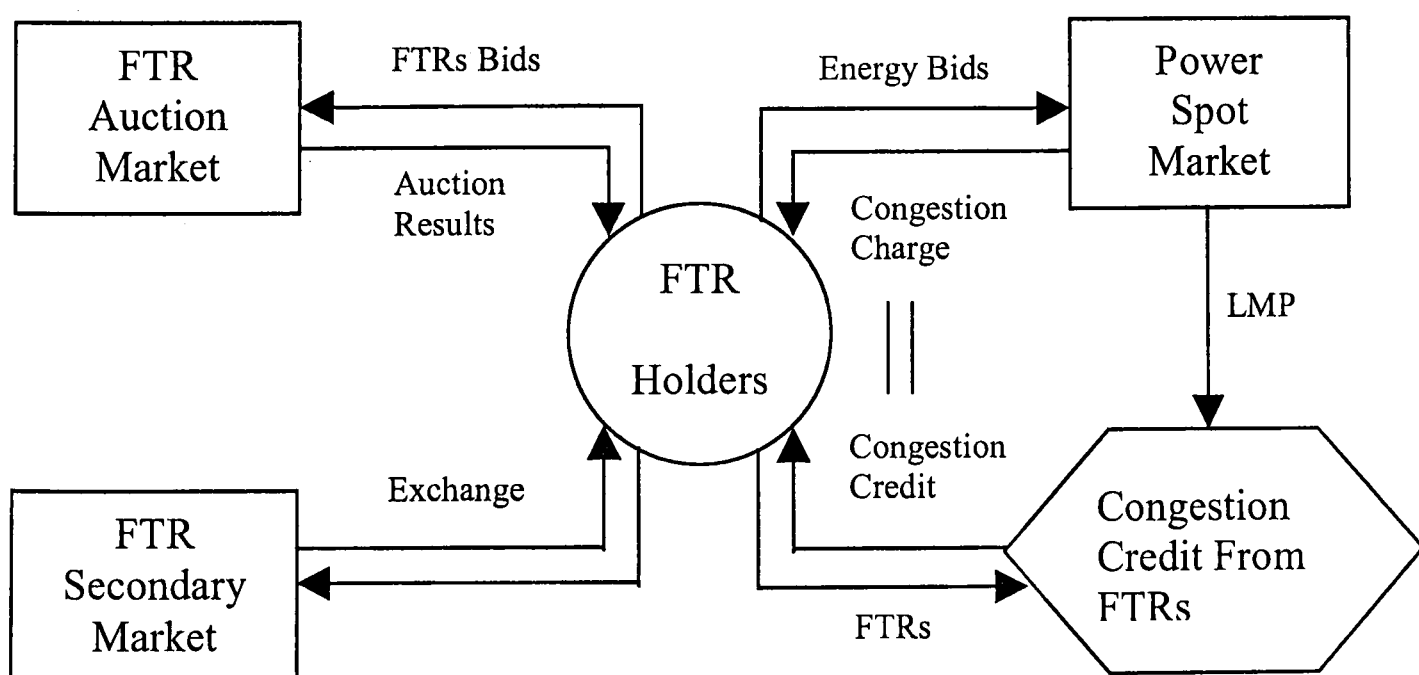 FTR
Auction
Market
FTRs Bids
Auction
Results
Energy Bids
Power
Spot
Market
Congestion
Charge
LMP
FTR
Holders
Exchange
FTR
Secondary
Market
Congestion
Credit
FTRs
Congestion
Credit From
FTRs